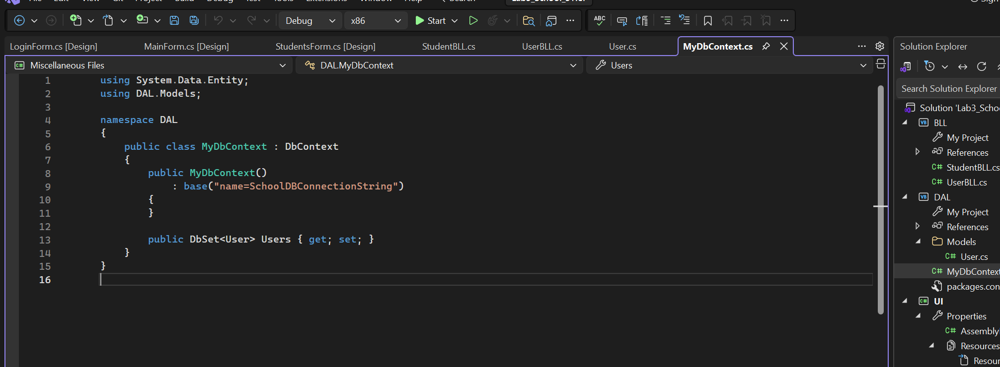 Debug x86 Start
LoginForm.cs [Design] MainForm.cs [Design] StudentsForm.cs [Design] StudentBLL.cs UserBLL.cs User.cs MyDbContext.cs
Miscellaneous Files DAL.MyDbContext Users
1 using System.Data.Entity;
2 using DAL.Models;
3
4 namespace DAL
5 {
6 public class MyDbContext : DbContext
7 {
8 public MyDbContext()
9 : base("name=SchoolDBConnectionString")
10 {
11 }
12
13 public DbSet<User> Users { get; set; }
14 }
15 }
16
Solution Explorer
Search Solution Explorer
Solution 'Lab3_Scho
BLL
My Project
References
StudentBLL.cs
UserBLL.cs
DAL
My Project
References
Models
User.cs
MyDbContext
packages.con
UI
Properties
Assembly
Resources
Resour